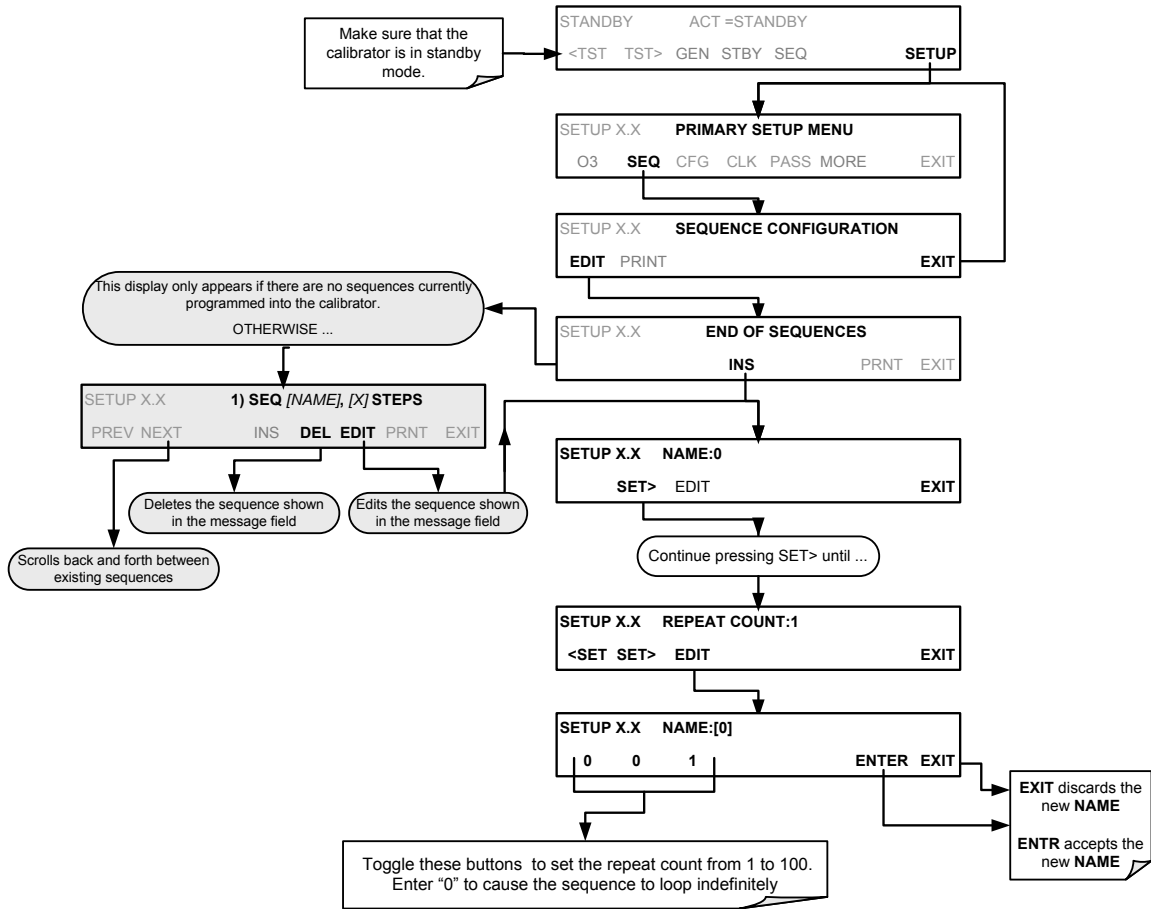 Make sure that the
calibrator is in standby
mode.
STANDBY ACT =STANDBY
<TST TST> GEN STBY SEQ SETUP
SETUP X.X PRIMARY SETUP MENU
O3 SEQ CFG CLK PASS MORE EXIT
SETUP X.X SEQUENCE CONFIGURATION
EDIT PRINT EXIT
This display only appears if there are no sequences currently
programmed into the calibrator.
OTHERWISE ...
SETUP X.X END OF SEQUENCES
INS PRNT EXIT
SETUP X.X 1) SEQ [NAME], [X] STEPS
PREV NEXT INS DEL EDIT PRNT EXIT
Deletes the sequence shown
in the message field
Edits the sequence shown
in the message field
Scrolls back and forth between
existing sequences
SETUP X.X NAME:0
SET> EDIT EXIT
Continue pressing SET> until ...
SETUP X.X REPEAT COUNT:1
<SET SET> EDIT EXIT
SETUP X.X NAME:[0]
0 0 1 ENTER EXIT
EXIT discards the
new NAME
ENTR accepts the
new NAME
Toggle these buttons to set the repeat count from 1 to 100.
Enter “0” to cause the sequence to loop indefinitely